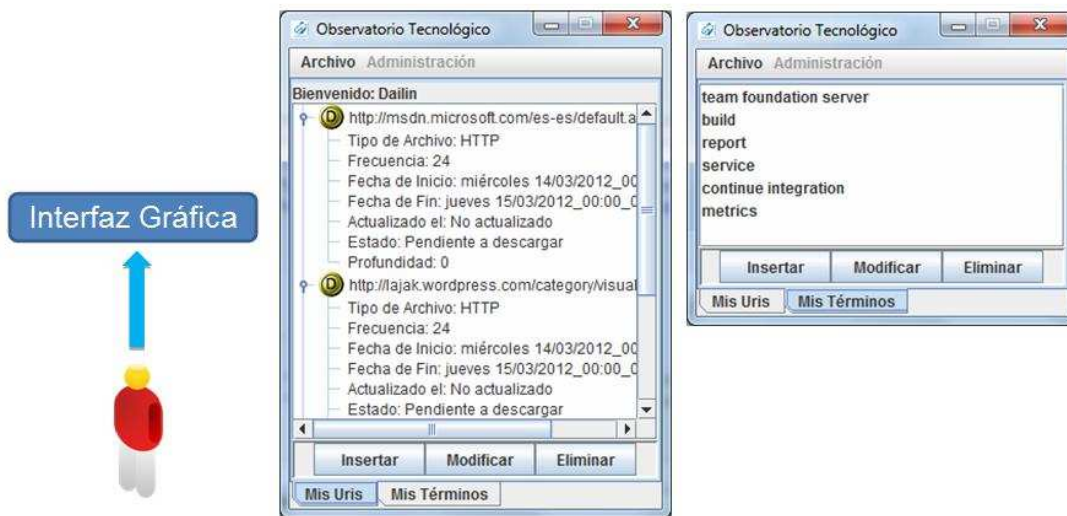 Interfaz Gráfica
Observatorio Tecnológico
Archivo Administración
Bienvenido: Dailin
D http://msdn.microsoft.com/es-es/default.a
Tipo de Archivo: HTTP
Frecuencia: 24
Fecha de Inicio: miércoles 14/03/2012_00
Fecha de Fin: jueves 15/03/2012_00:00_0
Actualizado el: No actualizado
Estado: Pendiente a descargar
Profundidad: 0
D http://lajak.wordpress.com/category/visual
Tipo de Archivo: HTTP
Frecuencia: 24
Fecha de Inicio: miércoles 14/03/2012_00
Fecha de Fin: jueves 15/03/2012_00:00_0
Actualizado el: No actualizado
Estado: Pendiente a descargar
Insertar Modificar Eliminar
Mis Uris Mis Términos
Observatorio Tecnológico
Archivo Administración
team foundation server
build
report
service
continue integration
metrics
Insertar Modificar Eliminar
Mis Uris Mis Términos